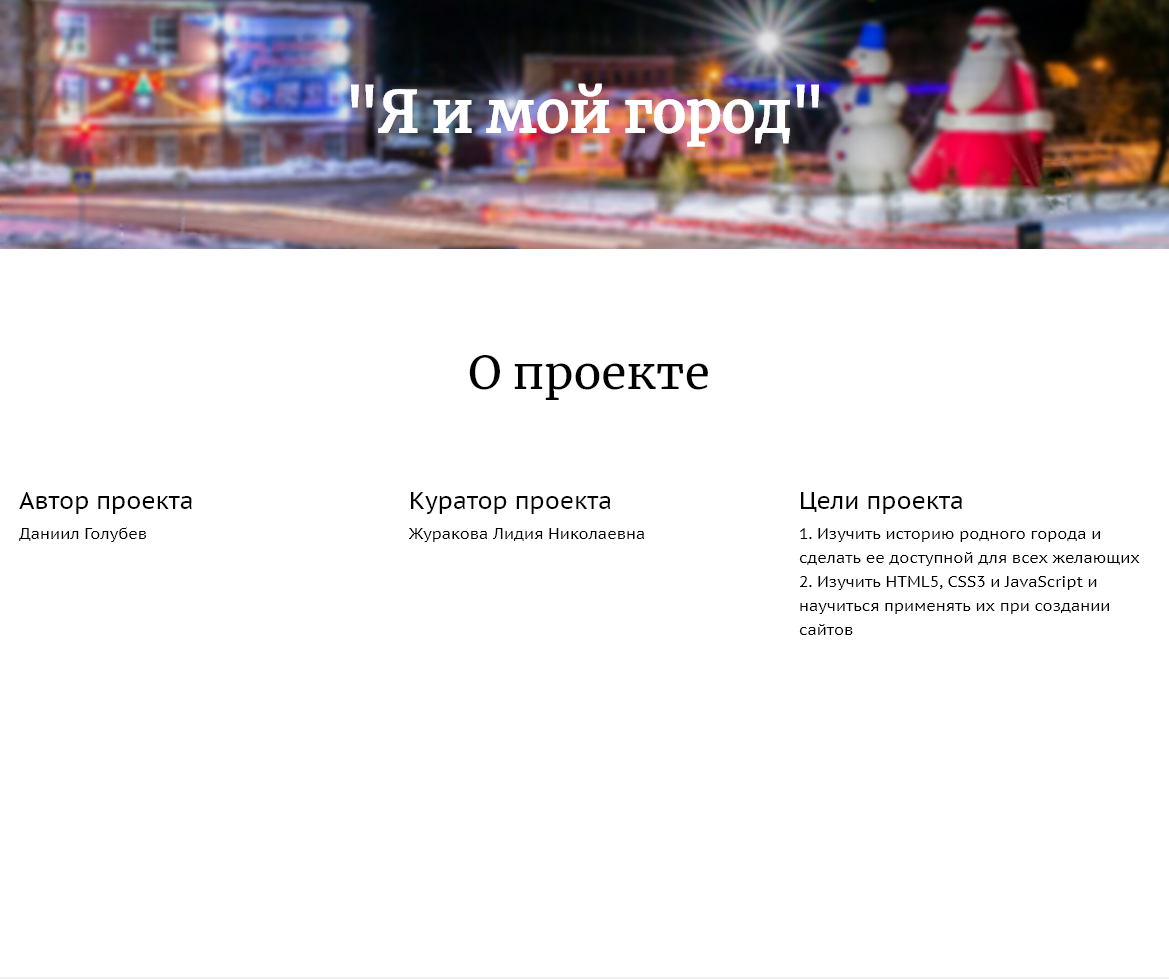 "Я и мой город"
О проекте
Автор проекта
Даниил Голубев
Куратор проекта
Журакова Лидия Николаевна
Цели проекта
1. Изучить историю родного города и
сделать ее доступной для всех желающих
2. Изучить HTML5, CSS3 и JavaScript и
научиться применять их при создании
сайтов